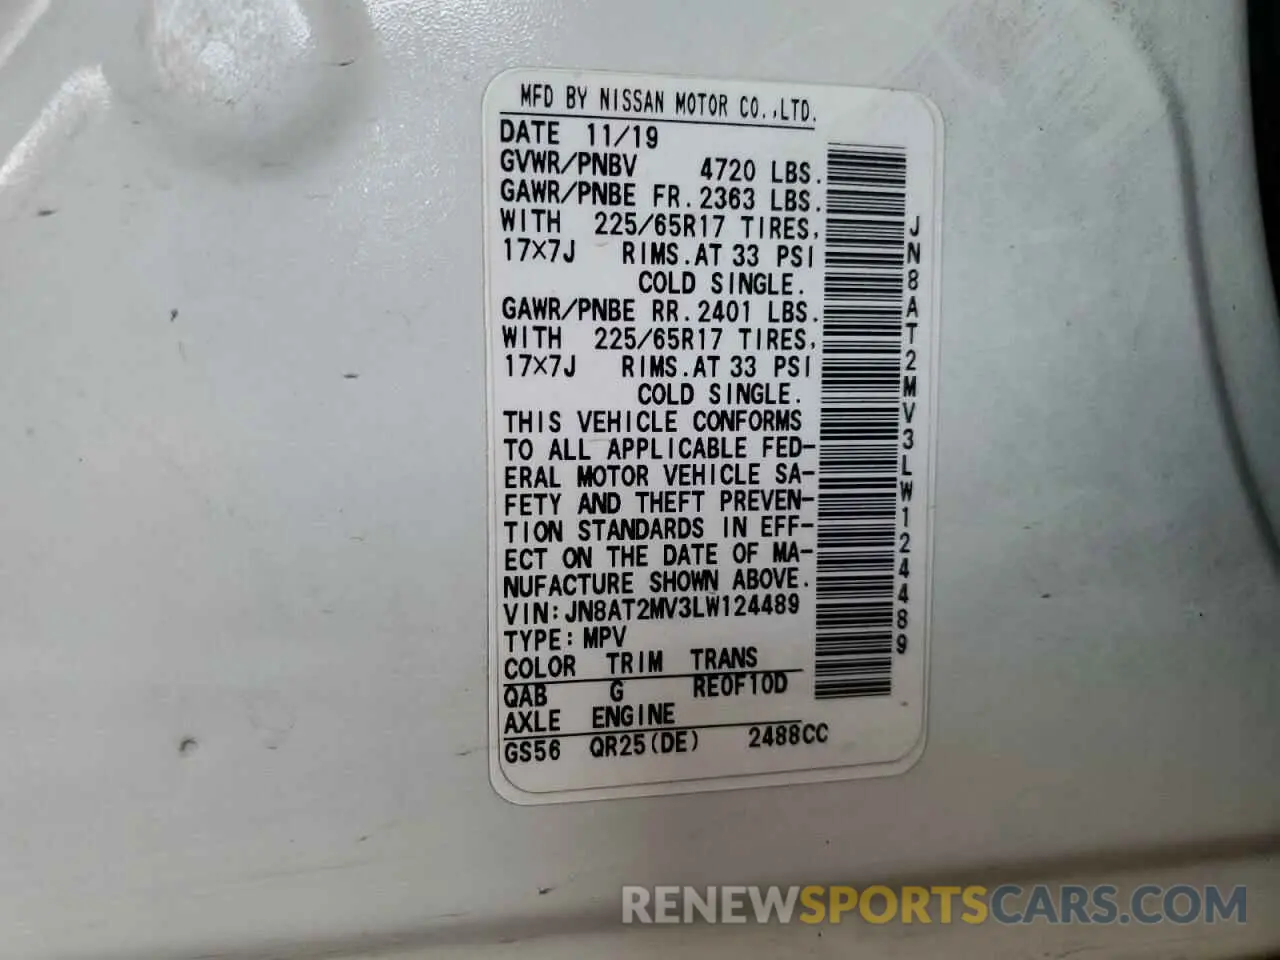 MFD BY NISSAN MOTOR CO.,LTD.
DATE 11/19
GVWR/PNBV 4720 LBS.
GAWR/PNBE FR. 2363 LBS.
WITH 225/65R17 TIRES,
17×7J RIMS. AT 33 PSI
COLD SINGLE.
GAWR/PNBE RR. 2401 LBS.
WITH 225/65R17 TIRES,
17×7J RIMS. AT 33 PSI
COLD SINGLE.
THIS VEHICLE CONFORMS
TO ALL APPLICABLE FED-
ERAL MOTOR VEHICLE SA-
FETY AND THEFT PREVEN-
TION STANDARDS IN EFF-
ECT ON THE DATE OF MA-
NUFACTURE SHOWN ABOVE.
VIN: JN8AT2MV3LW124489
TYPE: MPV
COLOR TRIM TRANS
QAB G RE0F10D
AXLE ENGINE
GS56 QR25(DE) 2488CC
JN8AT2MV3LW124489
RENEWSPORTSCARS.COM